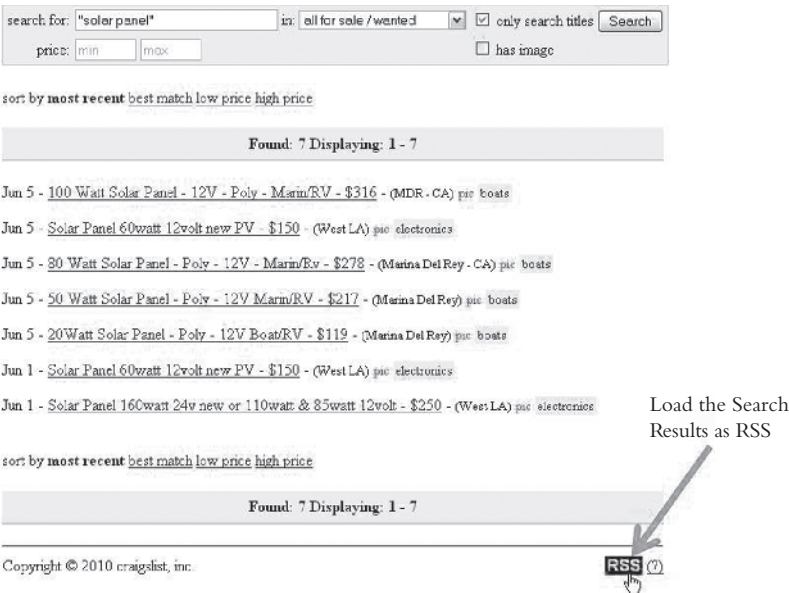 search for: "solar panel" in: all for sale / wanted only search titles Search
price: min max has image
sort by most recent best match low price high price
Found: 7 Displaying: 1 - 7
Jun 5 - 100 Watt Solar Panel - 12V - Poly - Marin/RV - $316 - (MDR - CA) pic boats
Jun 5 - Solar Panel 60watt 12volt new PV - $150 - (West LA) pic electronics
Jun 5 - 80 Watt Solar Panel - Poly - 12V - Marin/Rv - $278 - (Marina Del Rey - CA) pic boats
Jun 5 - 50 Watt Solar Panel - Poly - 12V Marin/RV - $217 - (Marina Del Rey) pic boats
Jun 5 - 20Watt Solar Panel - Poly - 12V Boat/RV - $119 - (Marina Del Rey) pic boats
Jun 1 - Solar Panel 60watt 12volt new PV - $150 - (West LA) pic electronics
Jun 1 - Solar Panel 160watt 24v new or 110watt & 85watt 12volt - $250 - (West LA) pic electronics
Load the Search
Results as RSS
sort by most recent best match low price high price
Found: 7 Displaying: 1 - 7
Copyright © 2010 craigslist, inc. RSS (?)